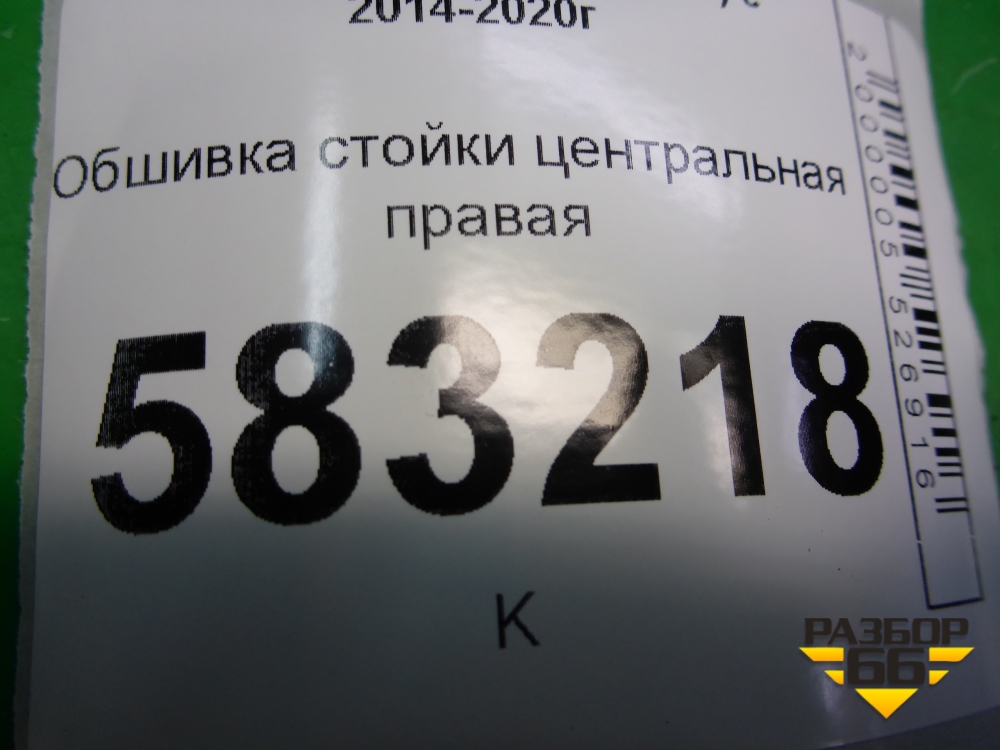 2014-2020г
Обшивка стойки центральная
правая
583218
К
2000005526916
РАЗБОР
66